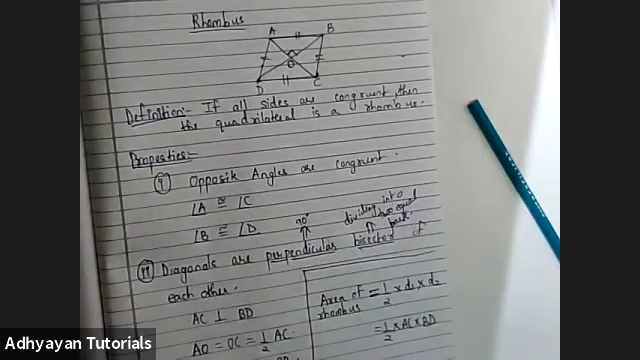 Rhombus
A
B
O
D
C
Definition:- If all sides are congruent, then
the quadrilateral is a rhombus.
Properties:-
(i) Opposite Angles are congruent.
∠A ≅ ∠C
∠B ≅ ∠D
90°
dividing into
two equal
part.
(ii) Diagonals are perpendicular bisector of
each other.
AC ⊥ BD
AO = OC = 1/2 AC.
Area of rhombus = 1/2 × d1 × d2
= 1/2 × AC × BD
Adhyayan Tutorials